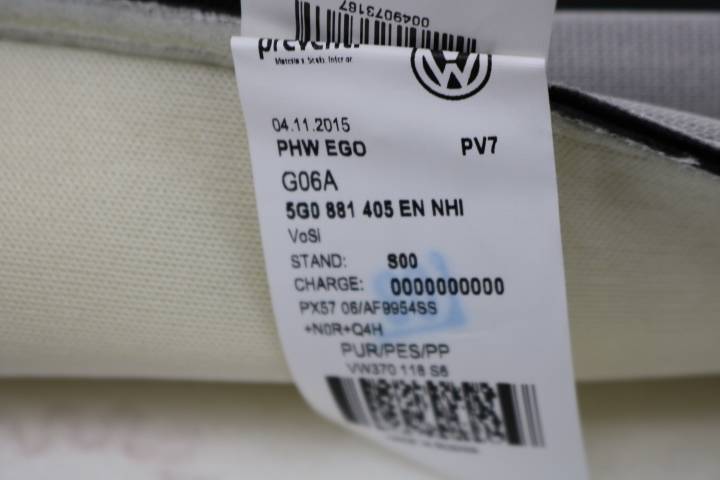 0049073187
prevent
04.11.2015
PHW EGO PV7
G06A
5G0 881 405 EN NHI
VoSi
STAND: S00
CHARGE: 0000000000
PX57 06/AF9954SS
+N0R+Q4H
PUR/PES/PP
VW370 118 S6